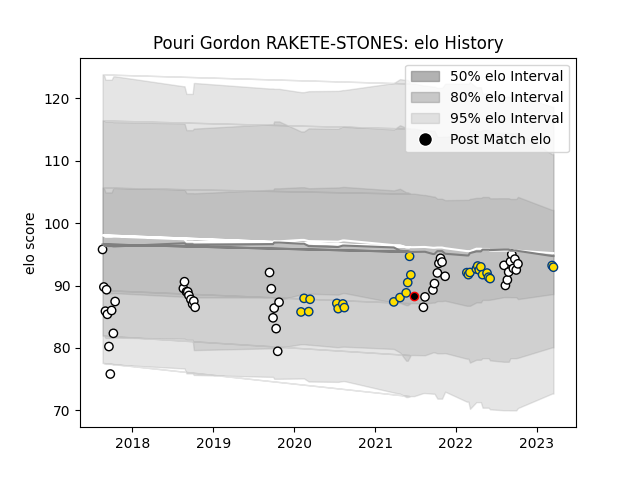 Pouri Gordon RAKETE-STONES: elo History
50% elo Interval
80% elo Interval
95% elo Interval
Post Match elo
elo score
120
110
100
90
80
70
2018
2019
2020
2021
2022
2023